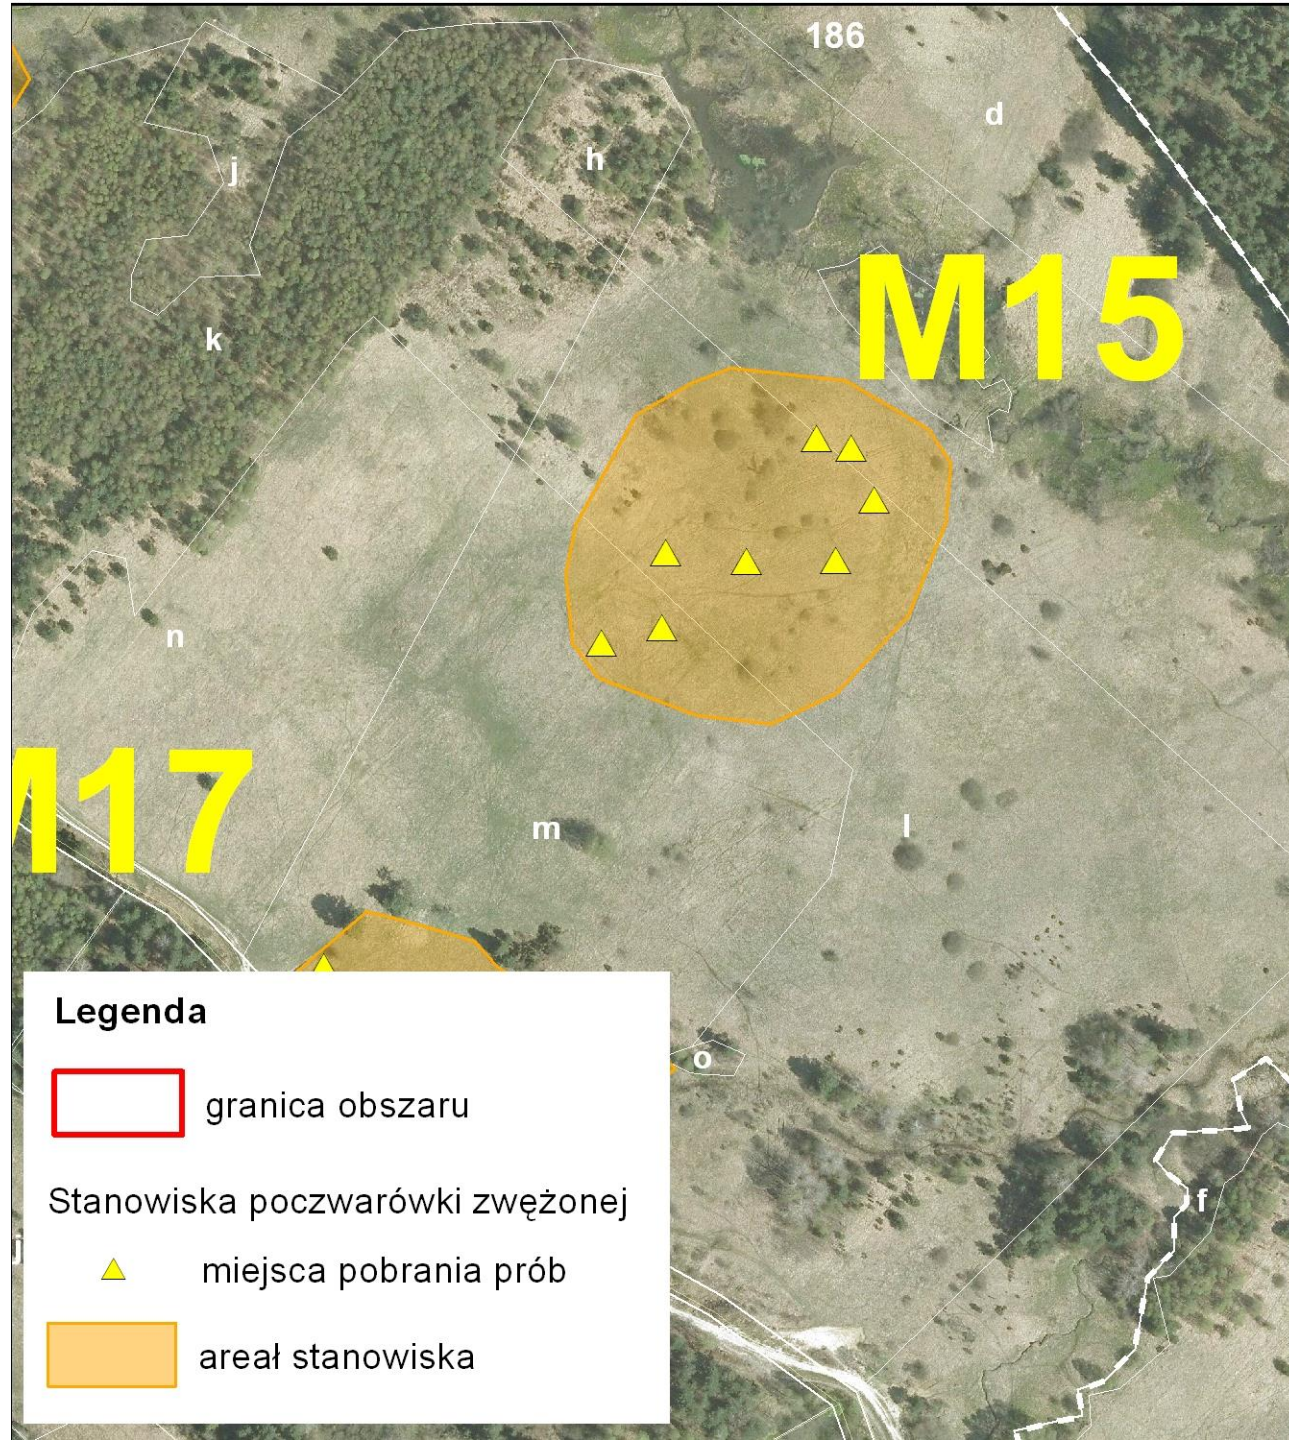 186
d
h
j
M15
k
n
M17
m
l
o
f
j
Legenda
granica obszaru
Stanowiska poczwarówki zwężonej
miejsca pobrania prób
areał stanowiska